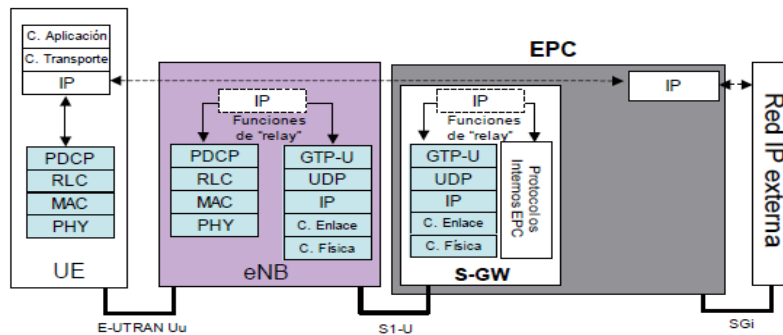 C. Aplicación
C. Transporte
IP
PDCP
RLC
MAC
PHY
UE
IP
Funciones
de "relay"
PDCP
RLC
MAC
PHY
GTP-U
UDP
IP
C. Enlace
C. Física
eNB
EPC
IP
Funciones
de "relay"
GTP-U
UDP
IP
C. Enlace
C. Física
Protocolos
Internos EPC
S-GW
IP
Red IP externa
E-UTRAN Uu
S1-U
SGi